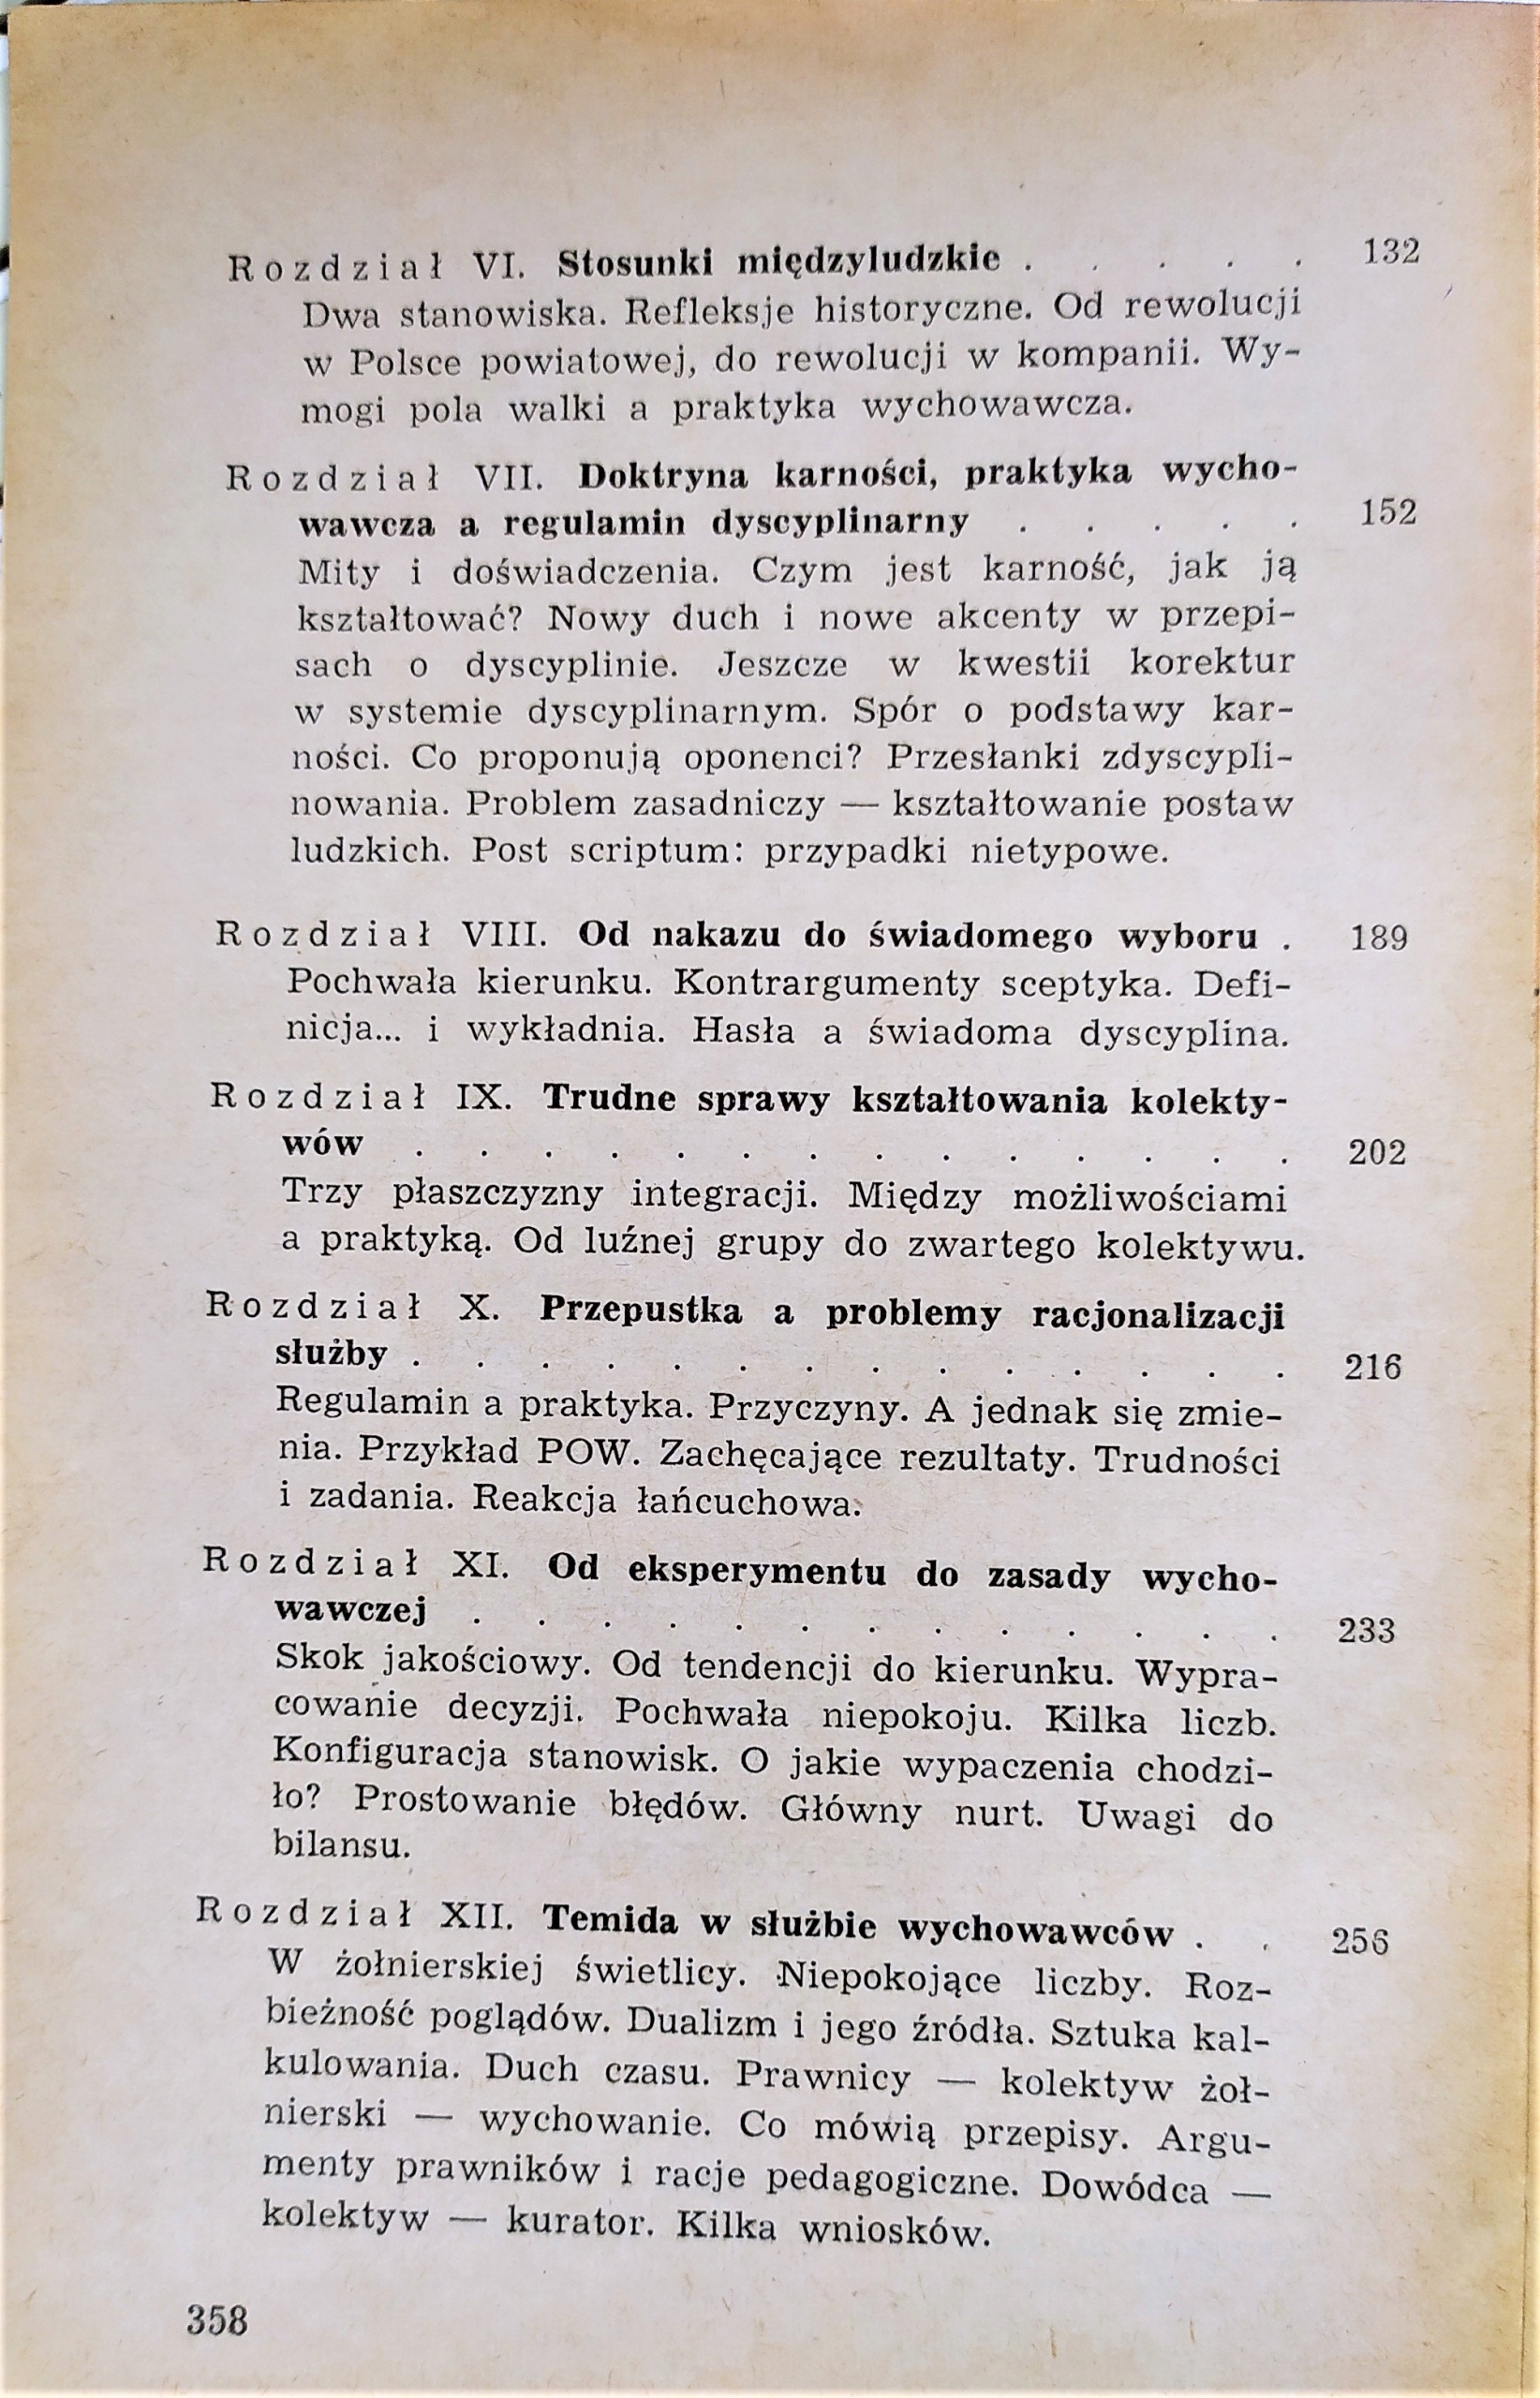 Rozdział VI. Stosunki międzyludzkie . . . . . 132
Dwa stanowiska. Refleksje historyczne. Od rewolucji
w Polsce powiatowej, do rewolucji w kompanii. Wy-
mogi pola walki a praktyka wychowawcza.
Rozdział VII. Doktryna karności, praktyka wycho-
wawcza a regulamin dyscyplinarny . . . . . 152
Mity i doświadczenia. Czym jest karność, jak ją
kształtować? Nowy duch i nowe akcenty w przepi-
sach o dyscyplinie. Jeszcze w kwestii korektur
w systemie dyscyplinarnym. Spór o podstawy kar-
ności. Co proponują oponenci? Przesłanki zdyscypli-
nowania. Problem zasadniczy — kształtowanie postaw
ludzkich. Post scriptum: przypadki nietypowe.
Rozdział VIII. Od nakazu do świadomego wyboru . 189
Pochwała kierunku. Kontrargumenty sceptyka. Defi-
nicja... i wykładnia. Hasła a świadoma dyscyplina.
Rozdział IX. Trudne sprawy kształtowania kolekty-
wów . . . . . . . . . . . . . . 202
Trzy płaszczyzny integracji. Między możliwościami
a praktyką. Od luźnej grupy do zwartego kolektywu.
Rozdział X. Przepustka a problemy racjonalizacji
służby . . . . . . . . . . . . . . 216
Regulamin a praktyka. Przyczyny. A jednak się zmie-
nia. Przykład POW. Zachęcające rezultaty. Trudności
i zadania. Reakcja łańcuchowa.
Rozdział XI. Od eksperymentu do zasady wycho-
wawczej . . . . . . . . . . . . . 233
Skok jakościowy. Od tendencji do kierunku. Wypra-
cowanie decyzji. Pochwała niepokoju. Kilka liczb.
Konfiguracja stanowisk. O jakie wypaczenia chodzi-
ło? Prostowanie błędów. Główny nurt. Uwagi do
bilansu.
Rozdział XII. Temida w służbie wychowawców . . 256
W żołnierskiej świetlicy. Niepokojące liczby. Roz-
bieżność poglądów. Dualizm i jego źródła. Sztuka kal-
kulowania. Duch czasu. Prawnicy — kolektyw żoł-
nierski — wychowanie. Co mówią przepisy. Argu-
menty prawników i racje pedagogiczne. Dowódca —
kolektyw — kurator. Kilka wniosków.
358